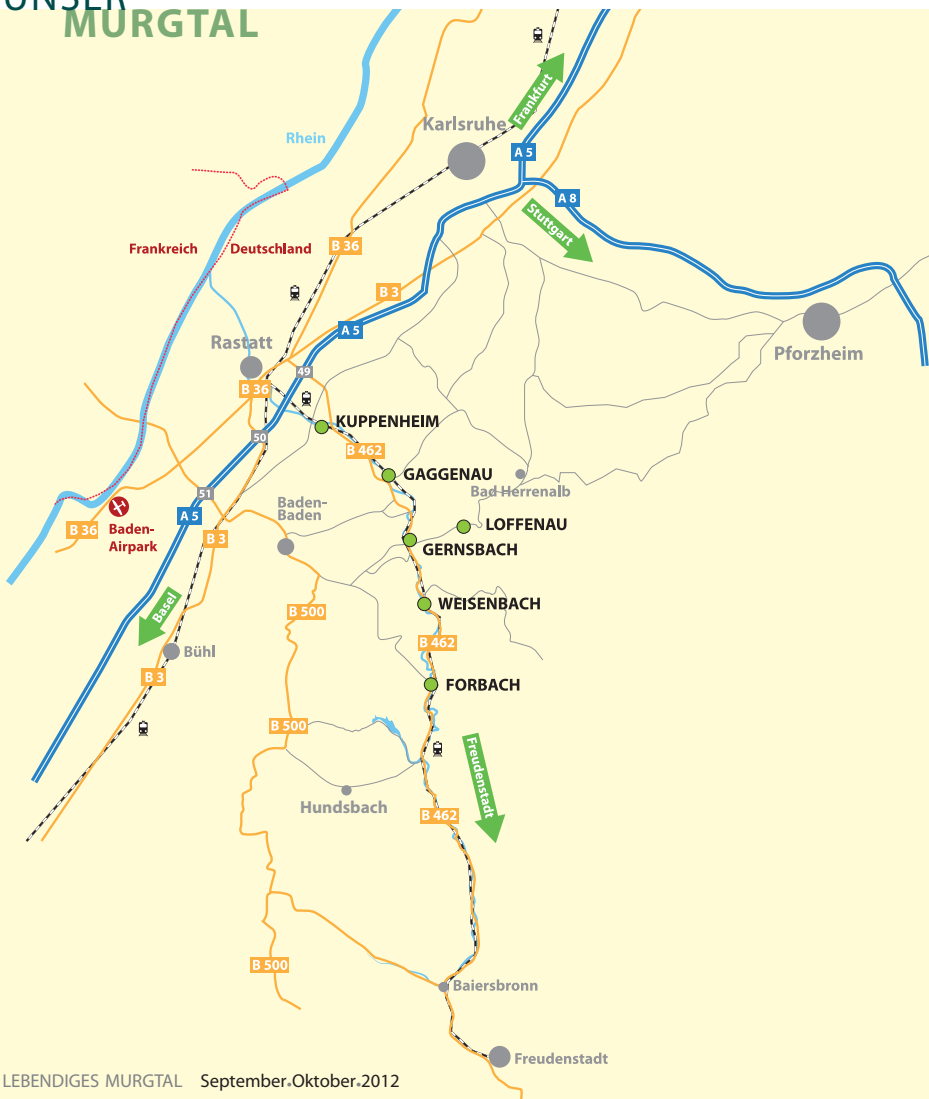 UNSER
MURGTAL
Frankfurt
Karlsruhe
Rhein
A 5
A 8
Stuttgart
Frankreich
Deutschland
B 36
B 3
A 5
Rastatt
Pforzheim
49
B 36
KUPPENHEIM
50
B 462
GAGGENAU
Bad Herrenalb
51
Baden-
Baden
A 5
LOFFENAU
B 36
Baden-
Airpark
B 3
GERNSBACH
Basel
WEISENBACH
B 500
B 462
Bühl
B 3
FORBACH
B 500
Freudenstadt
Hundsbach
B 462
B 500
Baiersbronn
Freudenstadt
LEBENDIGES MURGTAL September•Oktober•2012